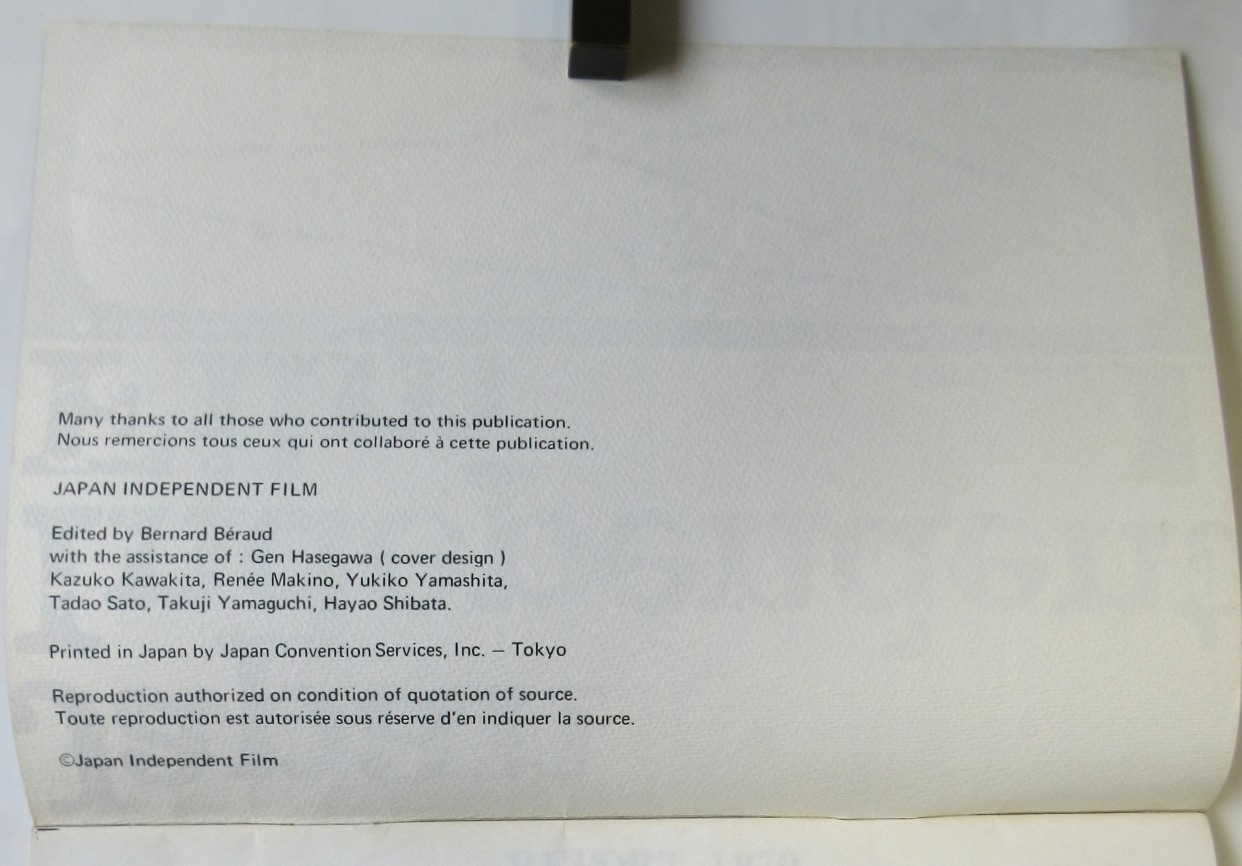 Many thanks to all those who contributed to this publication.
Nous remercions tous ceux qui ont collaboré à cette publication.
JAPAN INDEPENDENT FILM
Edited by Bernard Béraud
with the assistance of : Gen Hasegawa ( cover design )
Kazuko Kawakita, Renée Makino, Yukiko Yamashita,
Tadao Sato, Takuji Yamaguchi, Hayao Shibata.
Printed in Japan by Japan Convention Services, Inc. — Tokyo
Reproduction authorized on condition of quotation of source.
Toute reproduction est autorisée sous réserve d'en indiquer la source.
©Japan Independent Film